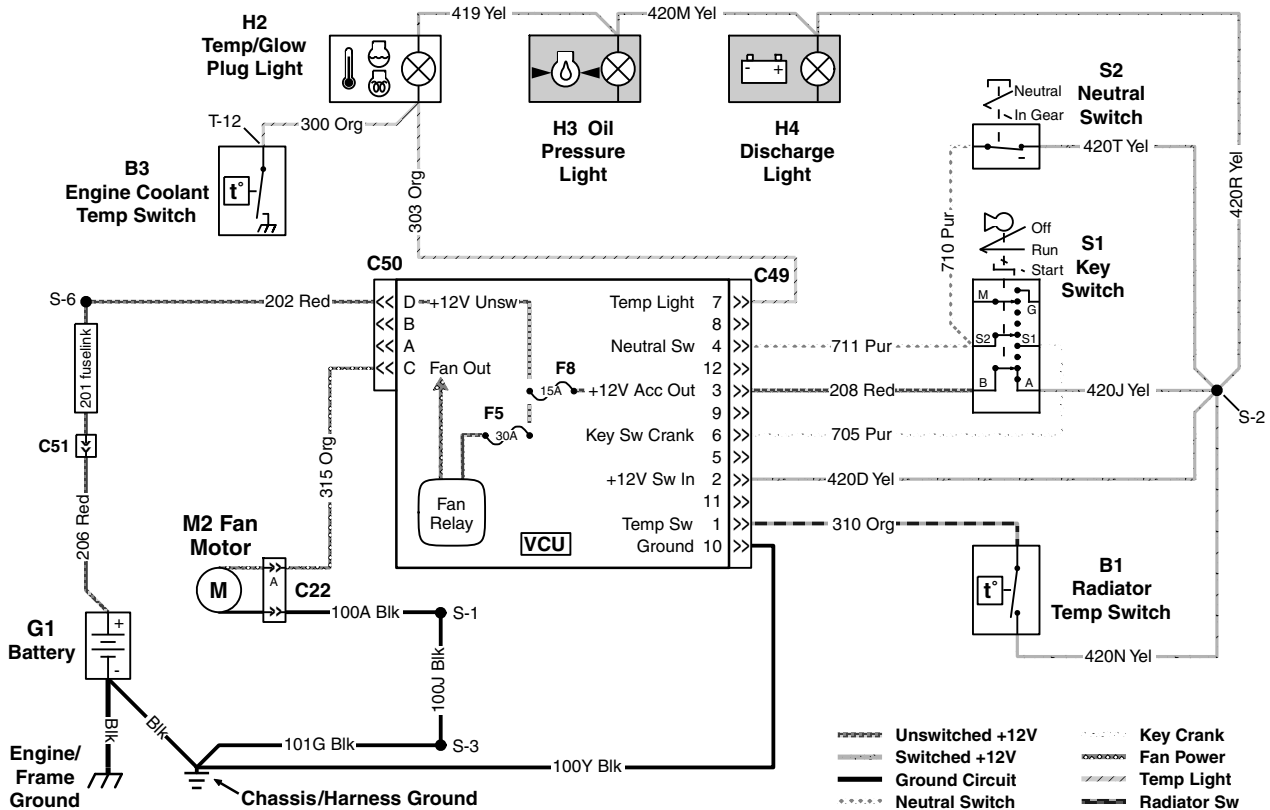 419 Yel
420M Yel
H2
Temp/Glow
Plug Light
- +
H3 Oil
Pressure
Light
H4
Discharge
Light
S2
Neutral
Switch
Neutral
In Gear
-
420T Yel
420R Yel
T-12
300 Org
B3
Engine Coolant
Temp Switch
t°
303 Org
710 Pur
Off
Run
Start
S1
Key
Switch
M
G
S2
S1
B
A
C50
C49
S-6
202 Red
D
+12V Unsw
B
A
C
Fan Out
Temp Light 7
8
Neutral Sw 4
12
+12V Acc Out 3
9
Key Sw Crank 6
5
+12V Sw In 2
11
Temp Sw 1
Ground 10
F8
15A
F5
30A
Fan
Relay
VCU
711 Pur
208 Red
420J Yel
S-2
705 Pur
420D Yel
310 Org
B1
Radiator
Temp Switch
t°
420N Yel
201 fuselink
C51
206 Red
315 Org
M2 Fan
Motor
M
A
C22
100A Blk
S-1
G1
Battery
+
-
100J Blk
Blk
Blk
101G Blk
S-3
100Y Blk
Engine/
Frame
Ground
Chassis/Harness Ground
Unswitched +12V
Switched +12V
Ground Circuit
Neutral Switch
Key Crank
Fan Power
Temp Light
Radiator Sw